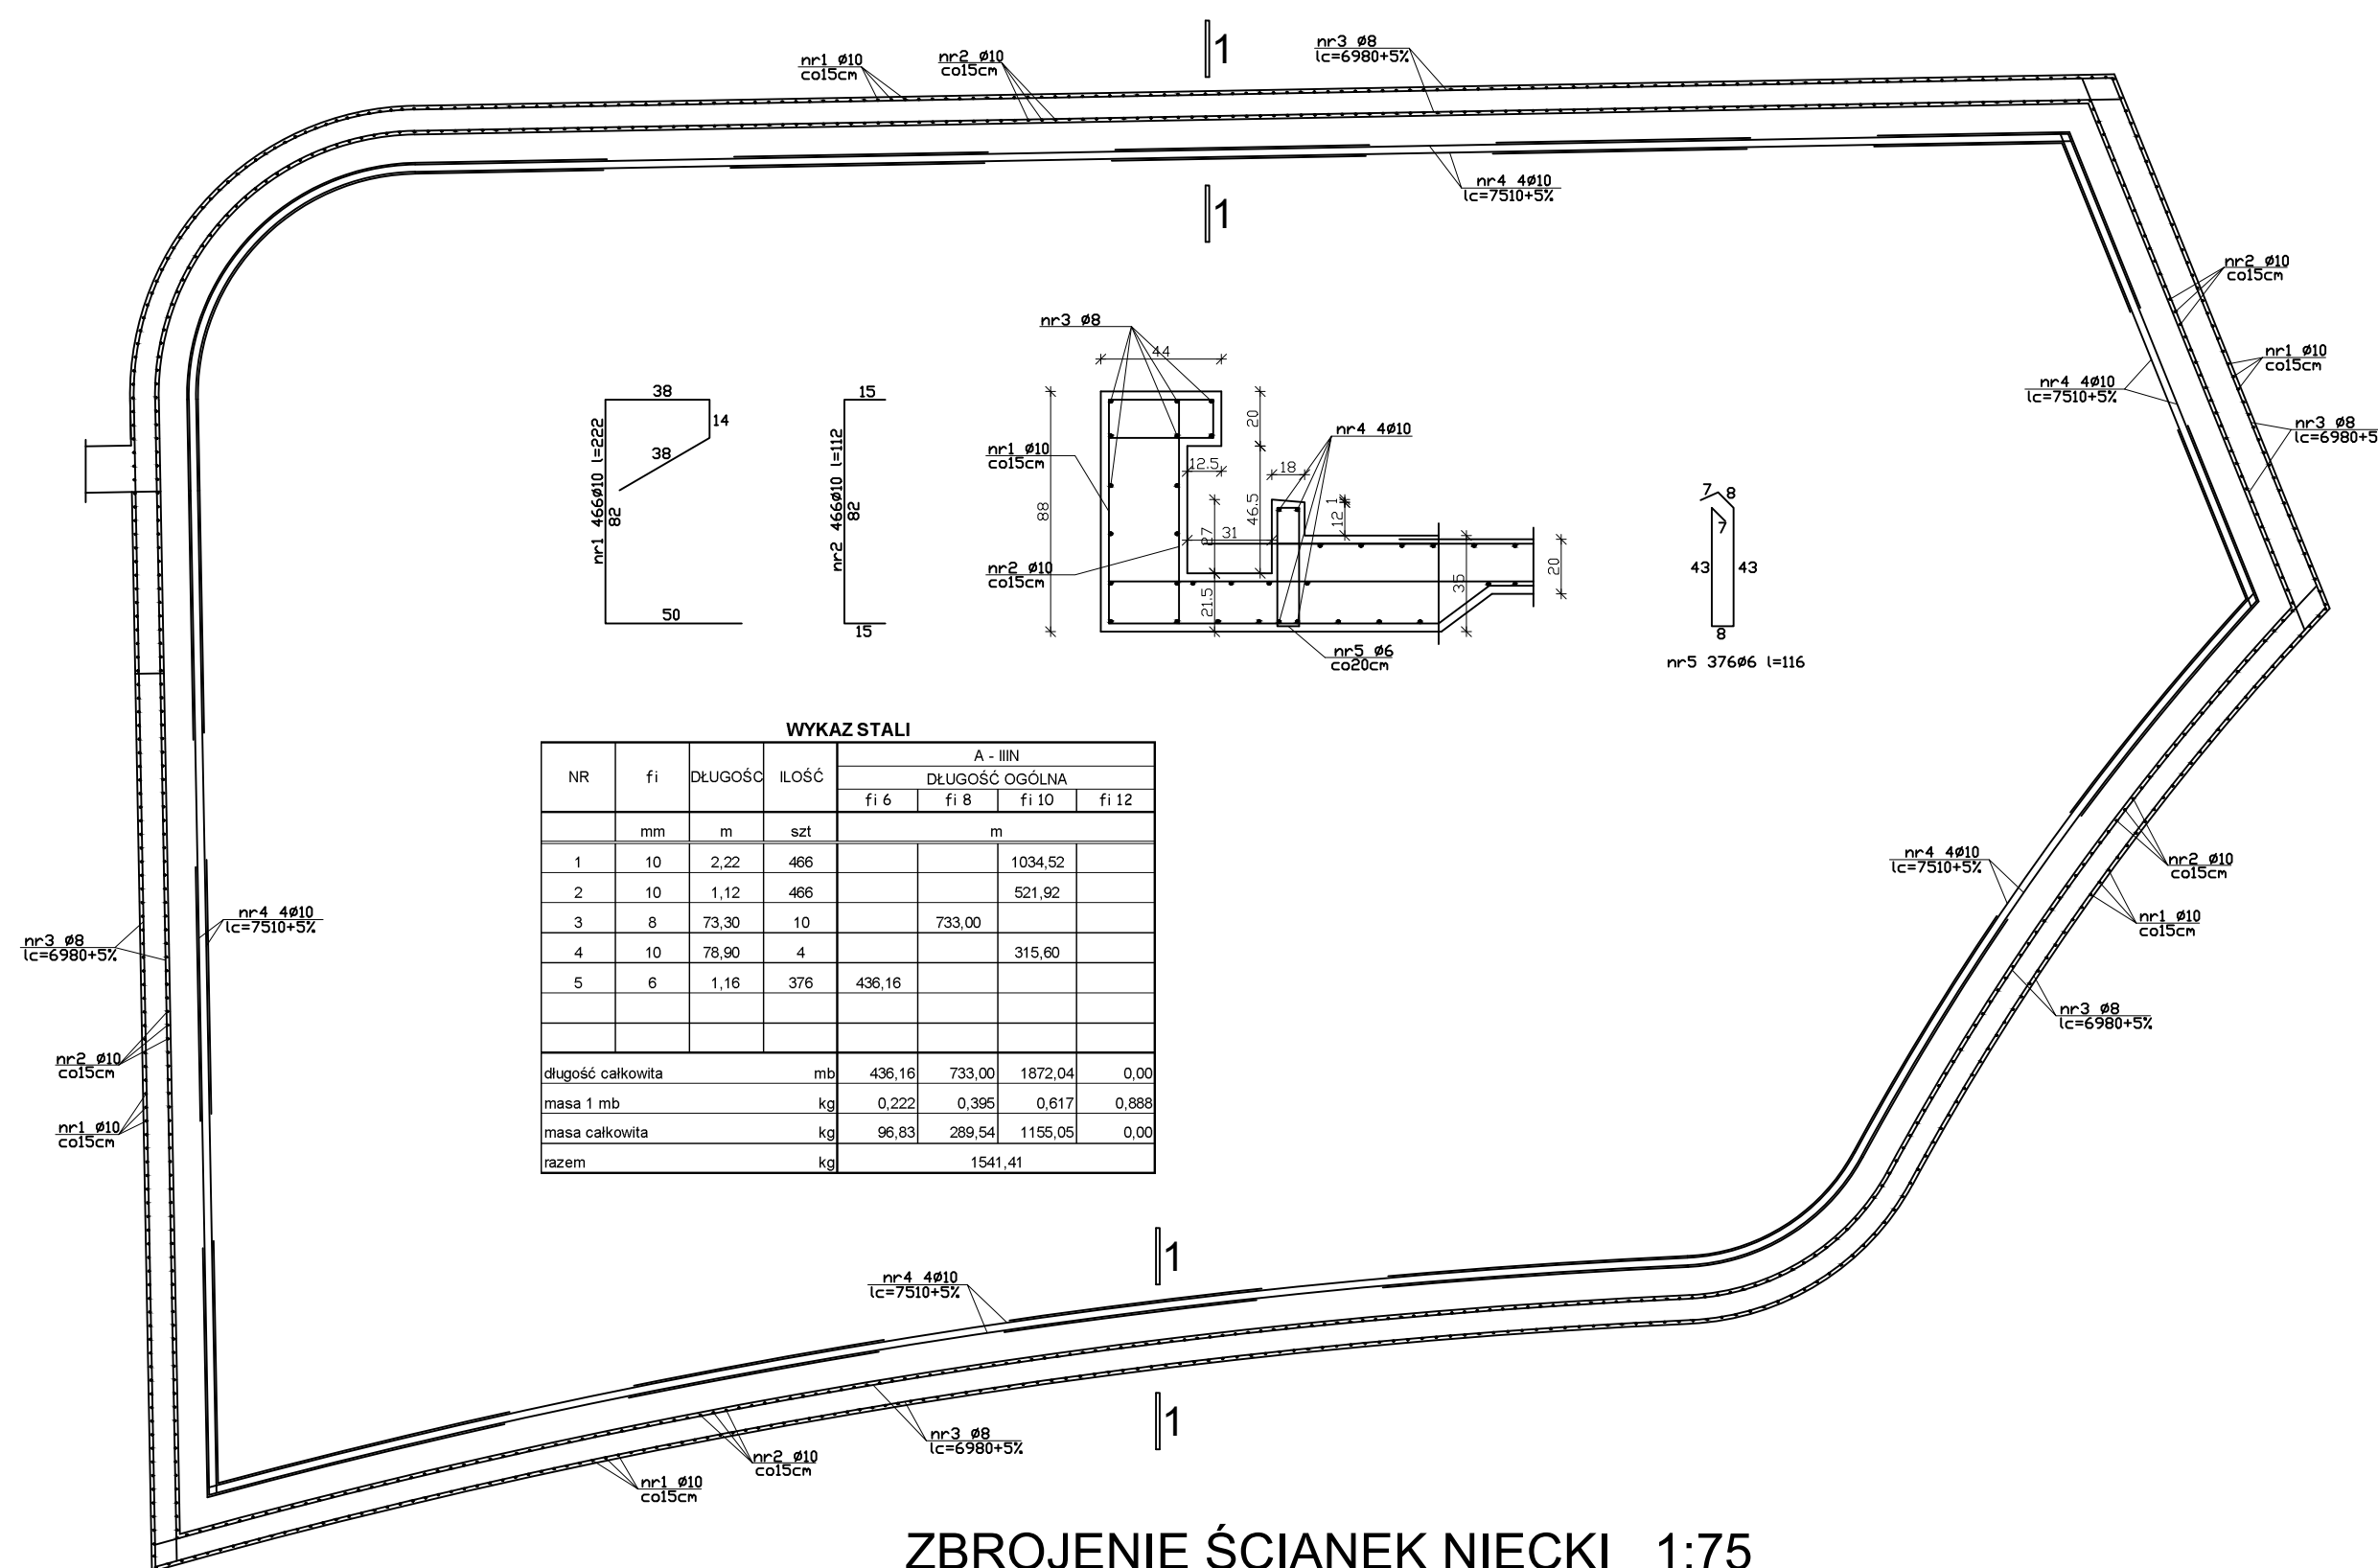 nr1 ø10
co15cm
nr2 ø10
co15cm
1
nr3 ø8
lc=6980+5%
nr4 4ø10
lc=7510+5%
1
nr2 ø10
co15cm
nr1 ø10
co15cm
nr4 4ø10
lc=7510+5%
nr3 ø8
lc=6980+5
38
14
38
nr1 466ø10 l=222
82
50
15
nr2 466ø10 l=112
82
15
nr3 ø8
44
nr1 ø10
co15cm
88
20
nr4 4ø10
12.5
18
46.5
27
31
12
1
nr2 ø10
co15cm
21.5
35
20
nr5 ø6
co20cm
7
8
7
43
43
8
nr5 376ø6 l=116
WYKAZ STALI
NR fi DŁUGOŚĆ ILOŚĆ A - IIIN
DŁUGOŚĆ OGÓLNA
fi 6 fi 8 fi 10 fi 12
mm m szt m
1 10 2,22 466 1034,52
2 10 1,12 466 521,92
3 8 73,30 10 733,00
4 10 78,90 4 315,60
5 6 1,16 376 436,16
długość całkowita mb 436,16 733,00 1872,04 0,00
masa 1 mb kg 0,222 0,395 0,617 0,888
masa całkowita kg 96,83 289,54 1155,05 0,00
razem kg 1541,41
nr4 4ø10
lc=7510+5%
nr3 ø8
lc=6980+5%
nr2 ø10
co15cm
nr1 ø10
co15cm
nr4 4ø10
lc=7510+5%
nr2 ø10
co15cm
nr1 ø10
co15cm
nr3 ø8
lc=6980+5%
1
nr4 4ø10
lc=7510+5%
1
nr3 ø8
lc=6980+5%
nr2 ø10
co15cm
nr1 ø10
co15cm
ZBROJENIE ŚCIANEK NIECKI 1:75